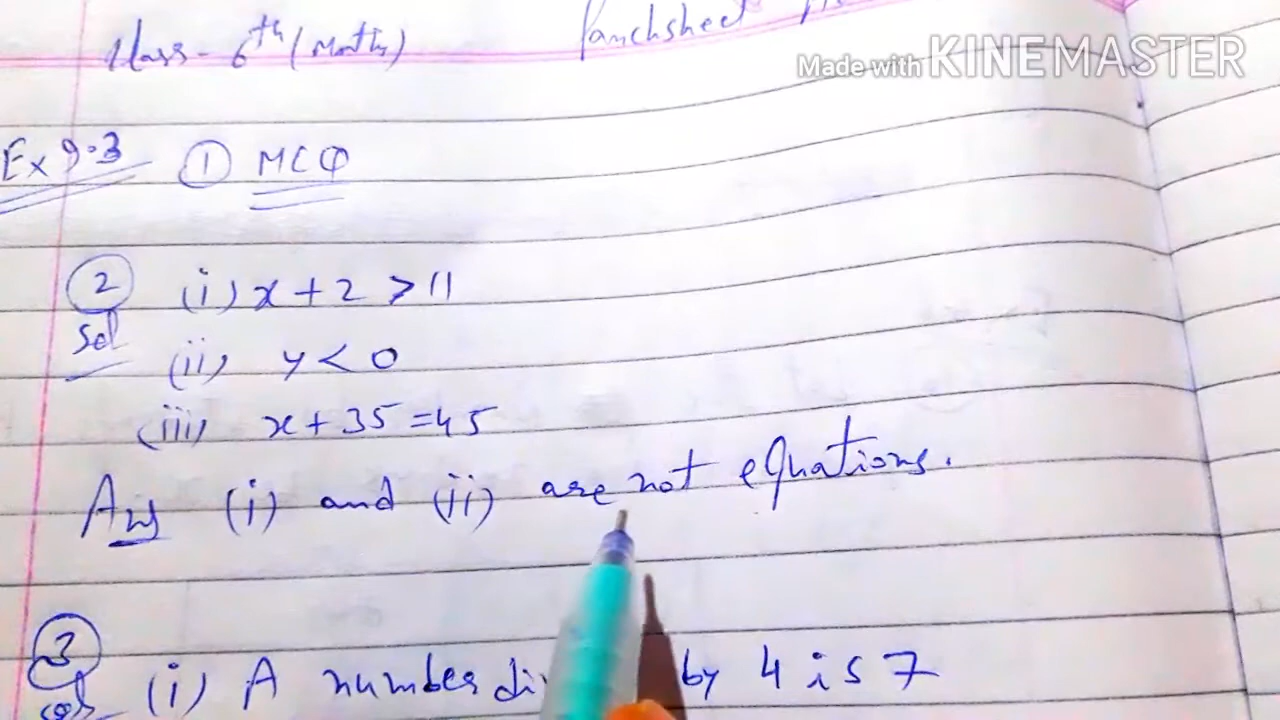 Class - 6th (Maths)
Made with KINEMASTER
Ex 9.3 ① MCQ
② (i) x + 2 > 11
Sol
(ii) y < 0
(iii) x + 35 = 45
Ans (i) and (ii) are not equations.
③ (i) A number by 4 is 7
Sol